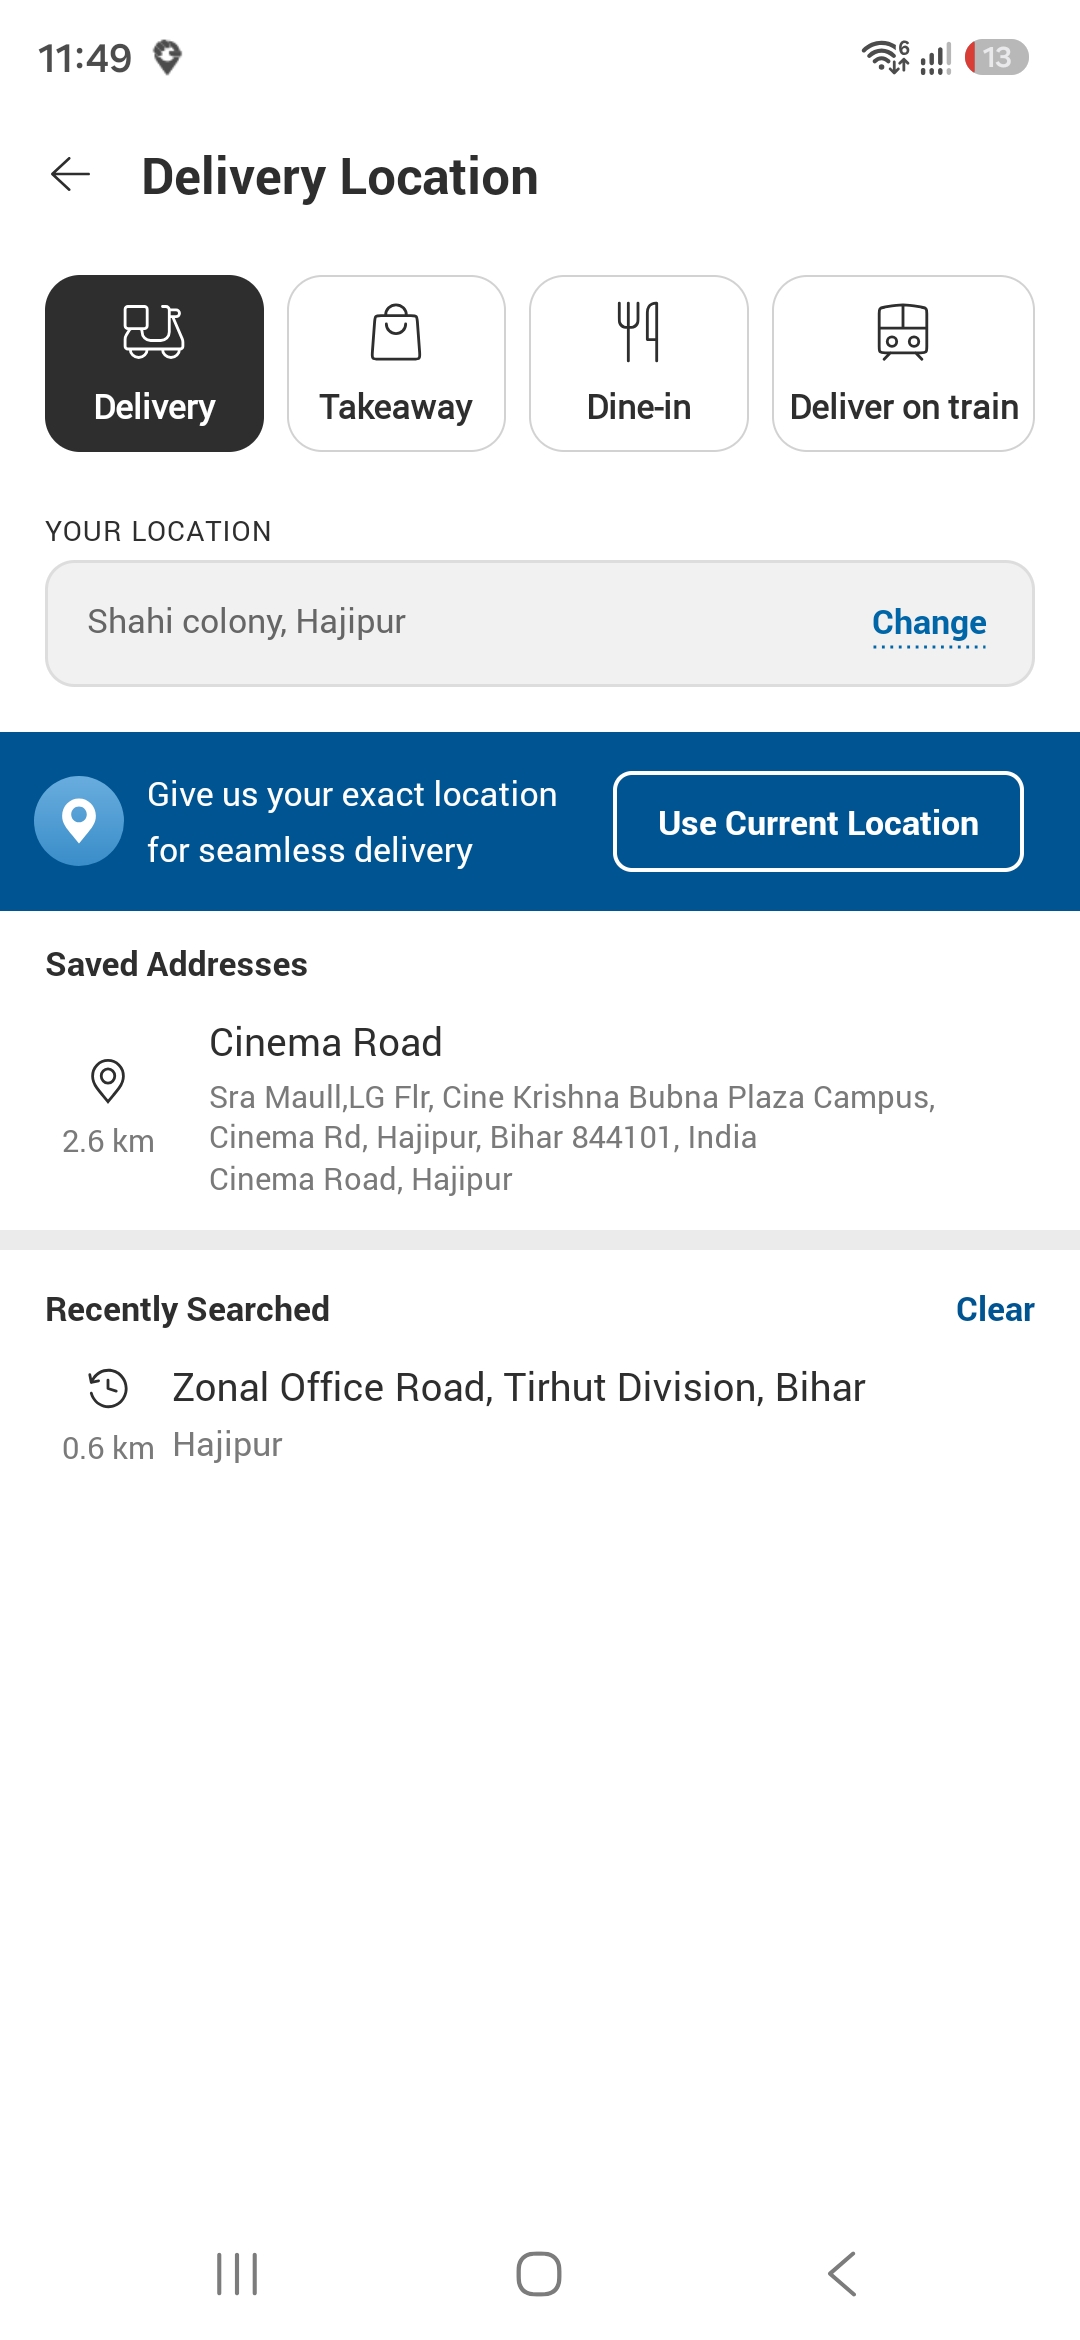 11:49
6
13
Delivery Location
Delivery
Takeaway
Dine-in
Deliver on train
YOUR LOCATION
Shahi colony, Hajipur
Change
Give us your exact location
for seamless delivery
Use Current Location
Saved Addresses
Cinema Road
Sra Maull,LG Flr, Cine Krishna Bubna Plaza Campus,
Cinema Rd, Hajipur, Bihar 844101, India
Cinema Road, Hajipur
2.6 km
Recently Searched
Clear
Zonal Office Road, Tirhut Division, Bihar
0.6 km
Hajipur